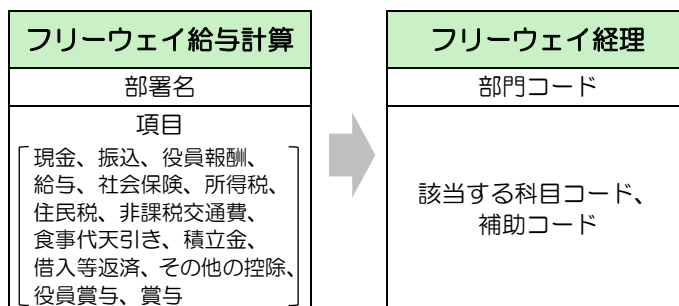 フリーウェイ給与計算
部署名
項目
現金、振込、役員報酬、
給与、社会保険、所得税、
住民税、非課税交通費、
食事代天引き、積立金、
借入等返済、その他の控除、
役員賞与、賞与
フリーウェイ経理
部門コード
該当する科目コード、
補助コード